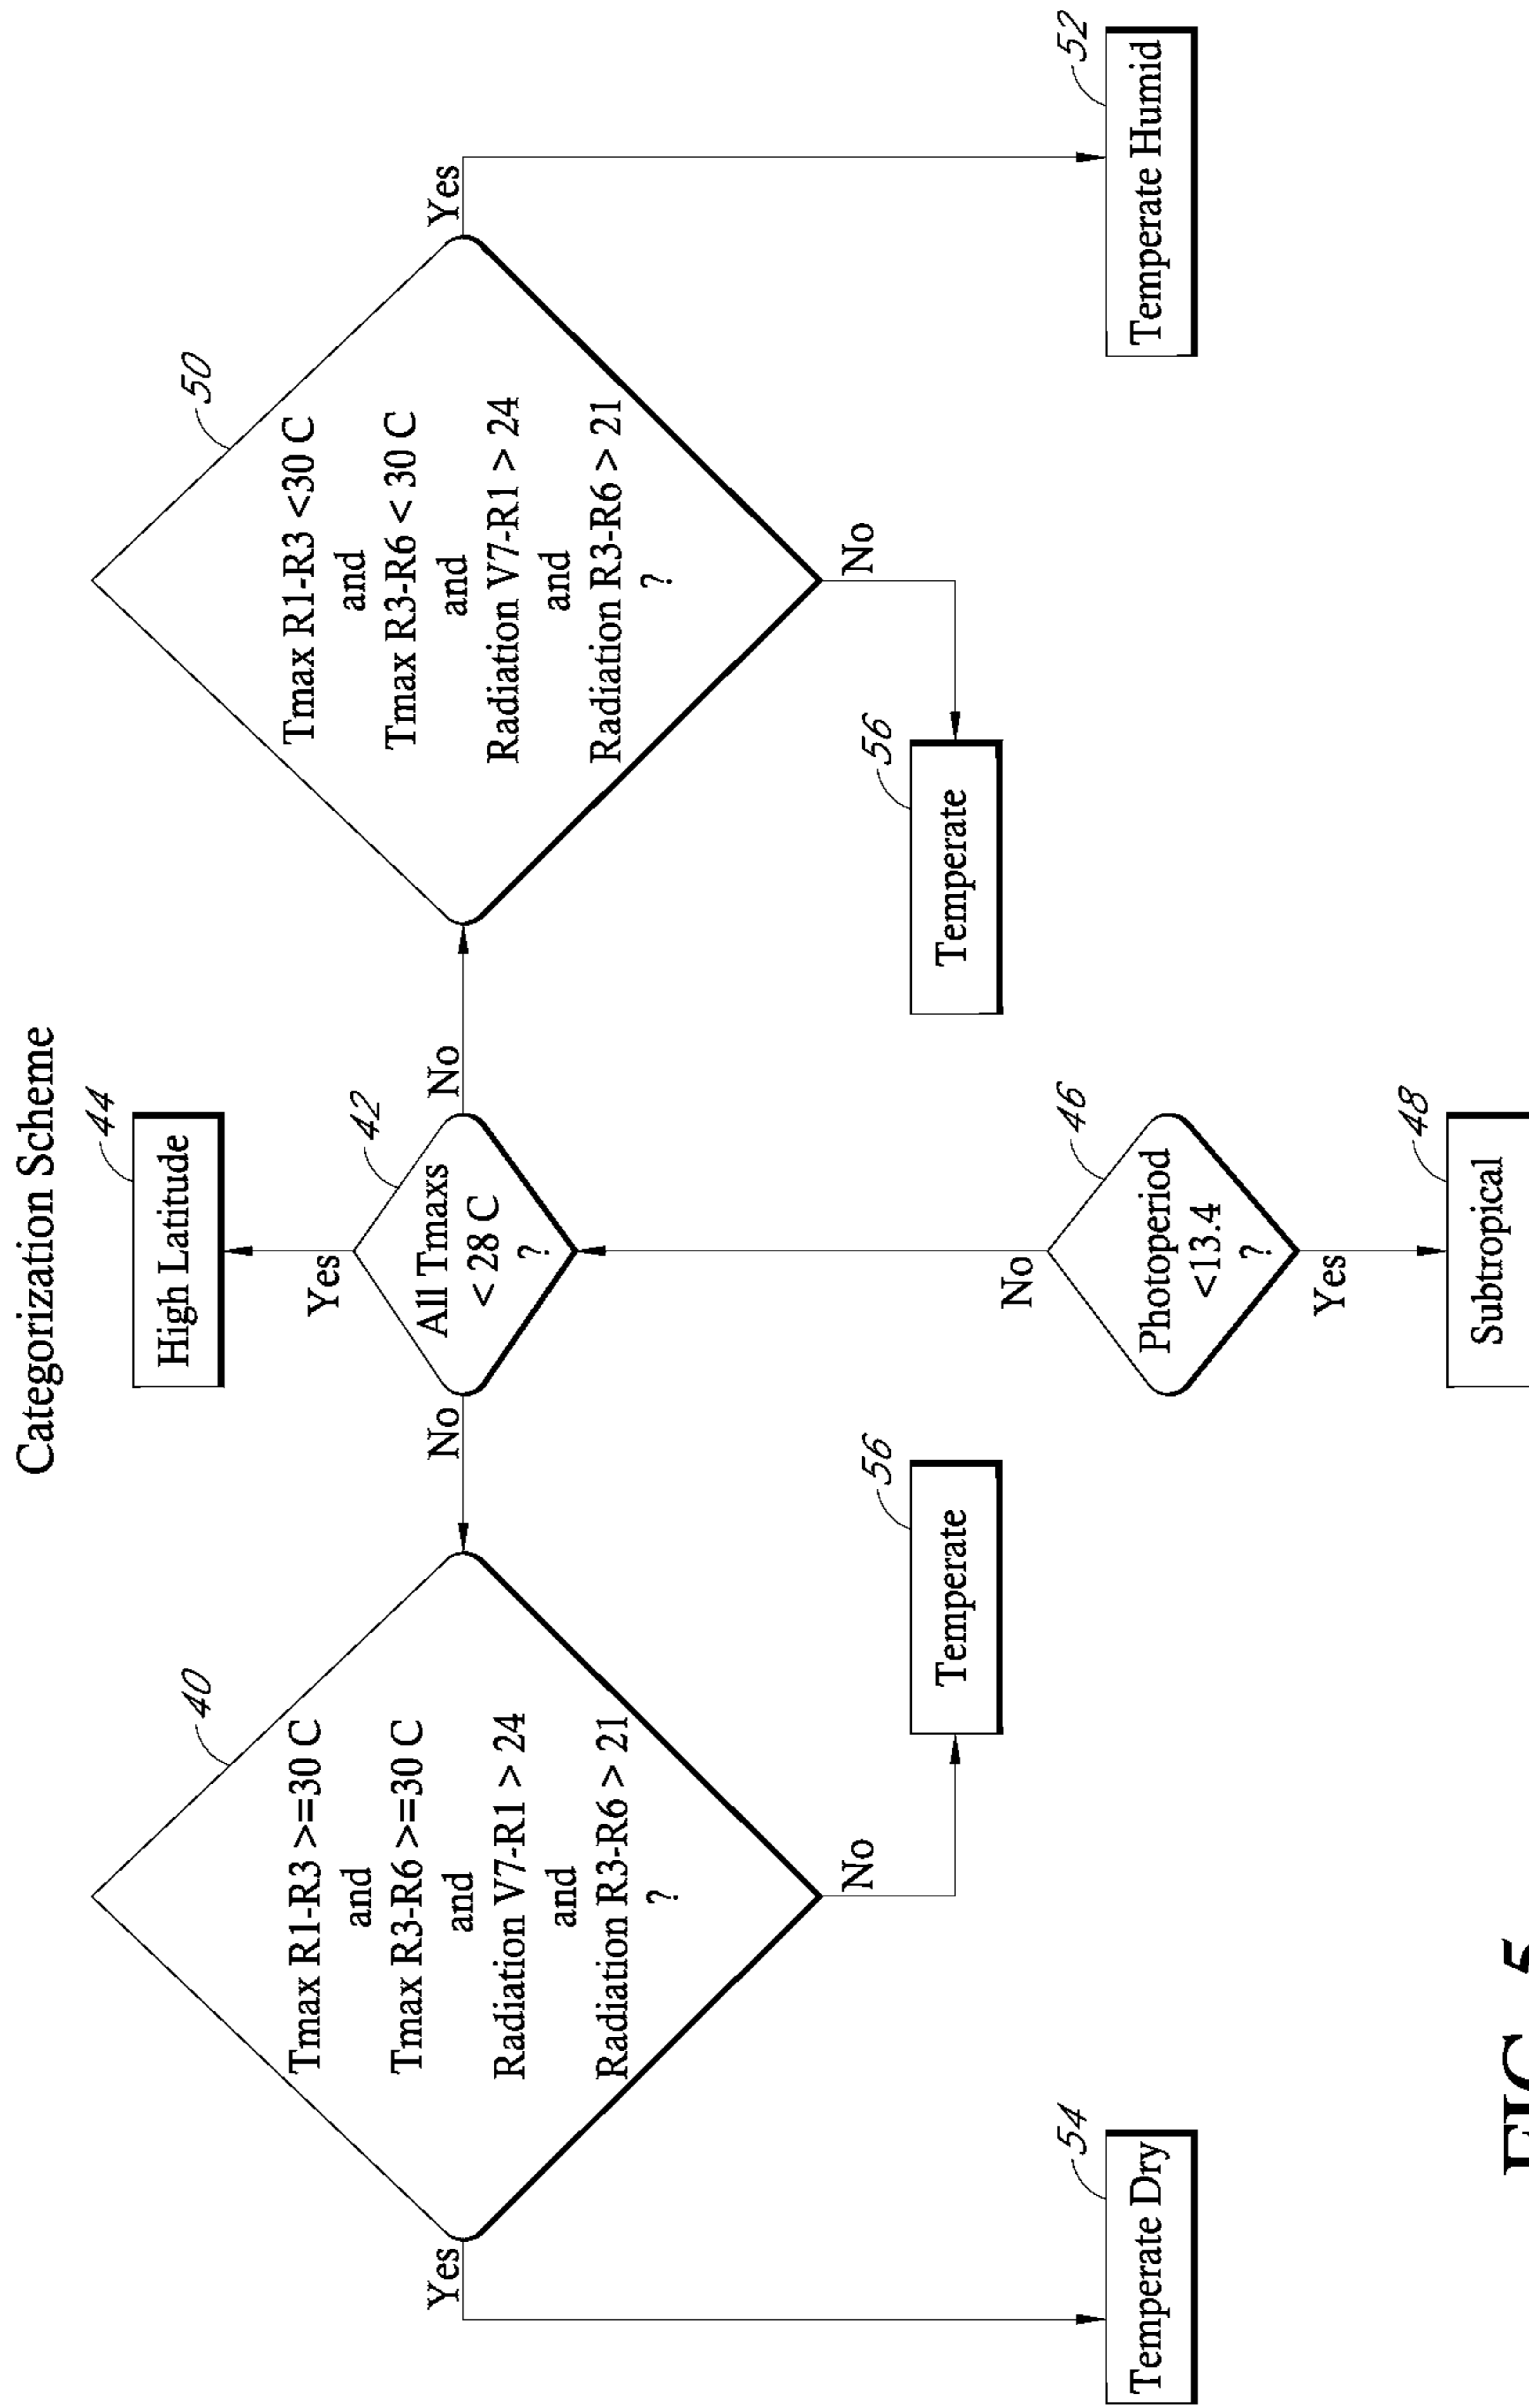 Categorization Scheme
44
High Latitude
Yes
42
All Tmaxs
< 28 C
?
No
No
40
Tmax R1-R3 >=30 C
and
Tmax R3-R6 >=30 C
and
Radiation V7-R1 > 24
and
Radiation R3-R6 > 21
?
Yes
No
50
Tmax R1-R3 <30 C
and
Tmax R3-R6 < 30 C
and
Radiation V7-R1 > 24
and
Radiation R3-R6 > 21
?
Yes
No
56
Temperate
56
Temperate
54
Temperate Dry
No
46
Photoperiod
<13.4
?
Yes
52
Temperate Humid
48
Subtropical
FIG. 5